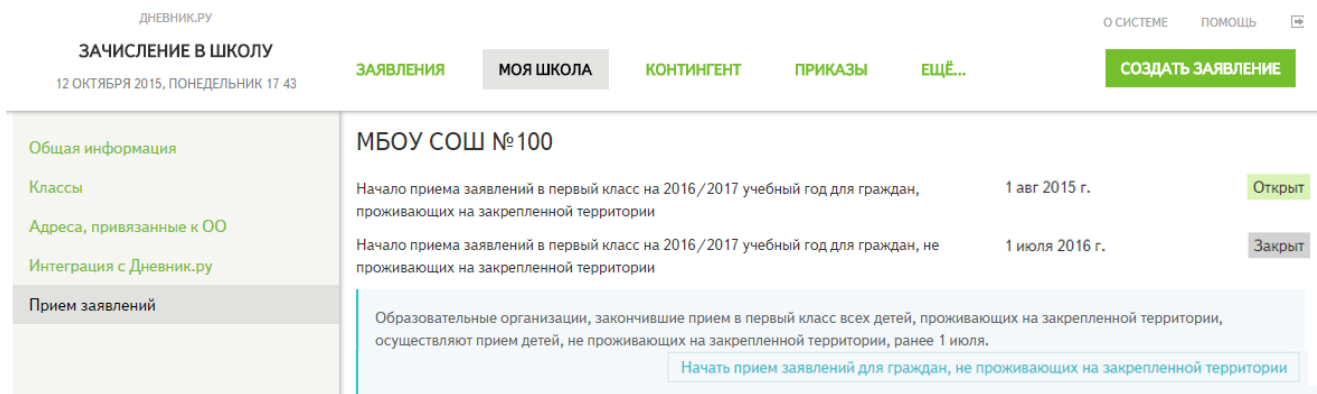 ДНЕВНИК.РУ
ЗАЧИСЛЕНИЕ В ШКОЛУ
12 ОКТЯБРЯ 2015, ПОНЕДЕЛЬНИК 17 43
ЗАЯВЛЕНИЯ
МОЯ ШКОЛА
КОНТИНГЕНТ
ПРИКАЗЫ
ЕЩЁ...
О СИСТЕМЕ
ПОМОЩЬ
СОЗДАТЬ ЗАЯВЛЕНИЕ
Общая информация
Классы
Адреса, привязанные к ОО
Интеграция с Дневник.ру
Прием заявлений
МБОУ СОШ №100
Начало приема заявлений в первый класс на 2016/2017 учебный год для граждан,
проживающих на закрепленной территории
1 авг 2015 г.
Открыт
Начало приема заявлений в первый класс на 2016/2017 учебный год для граждан, не
проживающих на закрепленной территории
1 июля 2016 г.
Закрыт
Образовательные организации, закончившие прием в первый класс всех детей, проживающих на закрепленной территории,
осуществляют прием детей, не проживающих на закрепленной территории, ранее 1 июля.
Начать прием заявлений для граждан, не проживающих на закрепленной территории